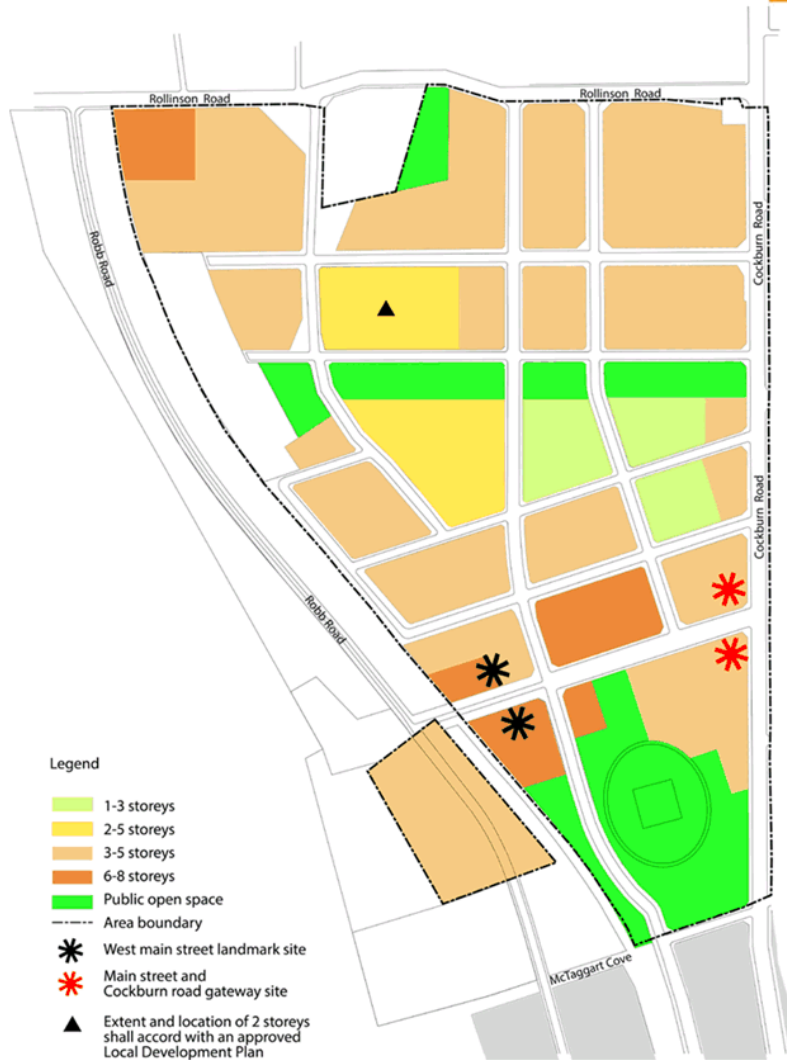 Rollinson Road
Rollinson Road
Cockburn Road
Robb Road
Cockburn Road
Robb Road
McTaggart Cove
Legend
1-3 storeys
2-5 storeys
3-5 storeys
6-8 storeys
Public open space
Area boundary
West main street landmark site
Main street and
Cockburn road gateway site
Extent and location of 2 storeys
shall accord with an approved
Local Development Plan